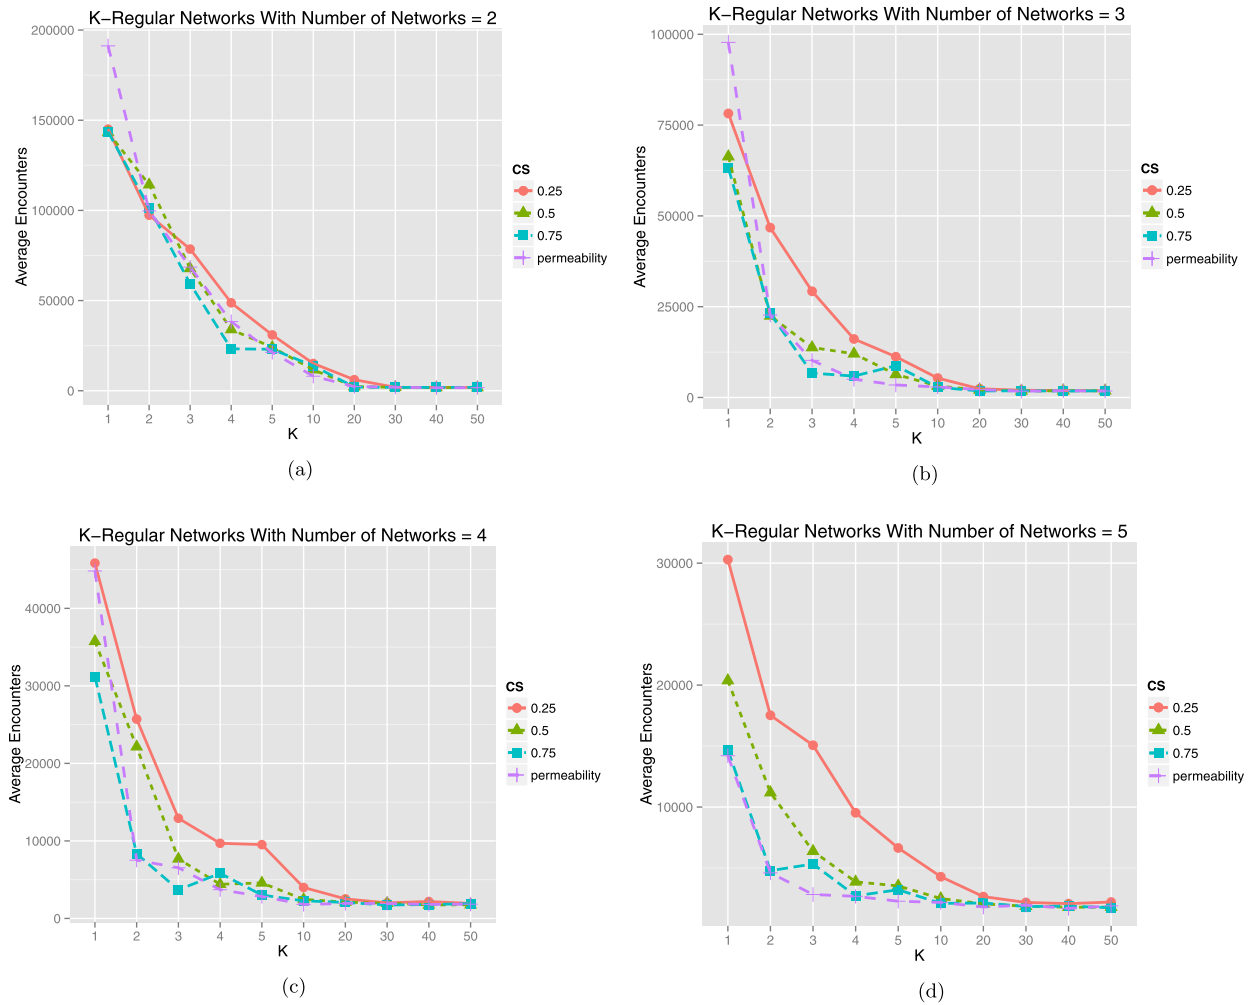 K−Regular Networks With Number of Networks = 2
200000
150000
100000
50000
0
Average Encounters
1 2 3 4 5 10 20 30 40 50
K
CS
0.25
0.5
0.75
permeability
(a)
K−Regular Networks With Number of Networks = 3
100000
75000
50000
25000
0
Average Encounters
1 2 3 4 5 10 20 30 40 50
K
CS
0.25
0.5
0.75
permeability
(b)
K−Regular Networks With Number of Networks = 4
40000
30000
20000
10000
0
Average Encounters
1 2 3 4 5 10 20 30 40 50
K
CS
0.25
0.5
0.75
permeability
(c)
K−Regular Networks With Number of Networks = 5
30000
20000
10000
Average Encounters
1 2 3 4 5 10 20 30 40 50
K
CS
0.25
0.5
0.75
permeability
(d)